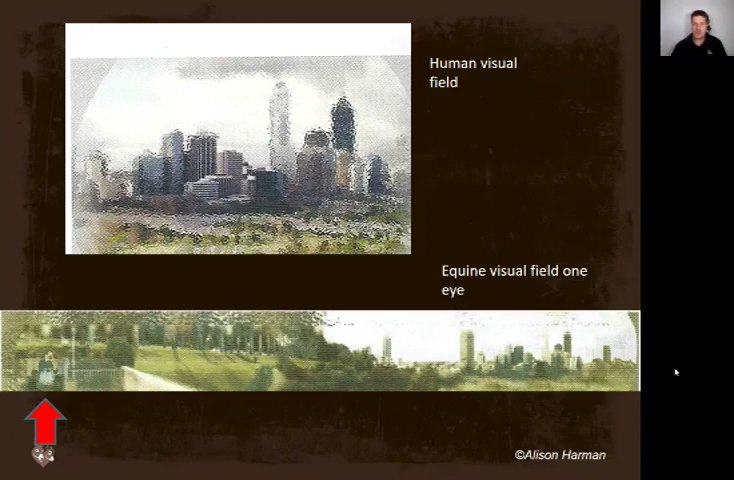 Human visual
field
Equine visual field one
eye
©Alison Harman